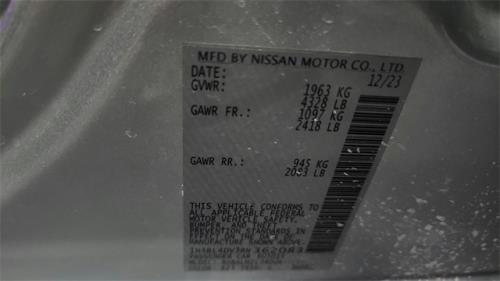 MFD BY NISSAN MOTOR CO., LTD.
DATE: 12/23
GVWR: 1963 KG
4328 LB
GAWR FR.: 1097 KG
2418 LB
GAWR RR.: 945 KG
2083 LB
THIS VEHICLE CONFORMS TO
ALL APPLICABLE FEDERAL
MOTOR VEHICLE SAFETY,
BUMPER, AND THEFT
PREVENTION STANDARDS IN
EFFECT ON THE DATE OF
MANUFACTURE SHOWN ABOVE.
PASSENGER CAR